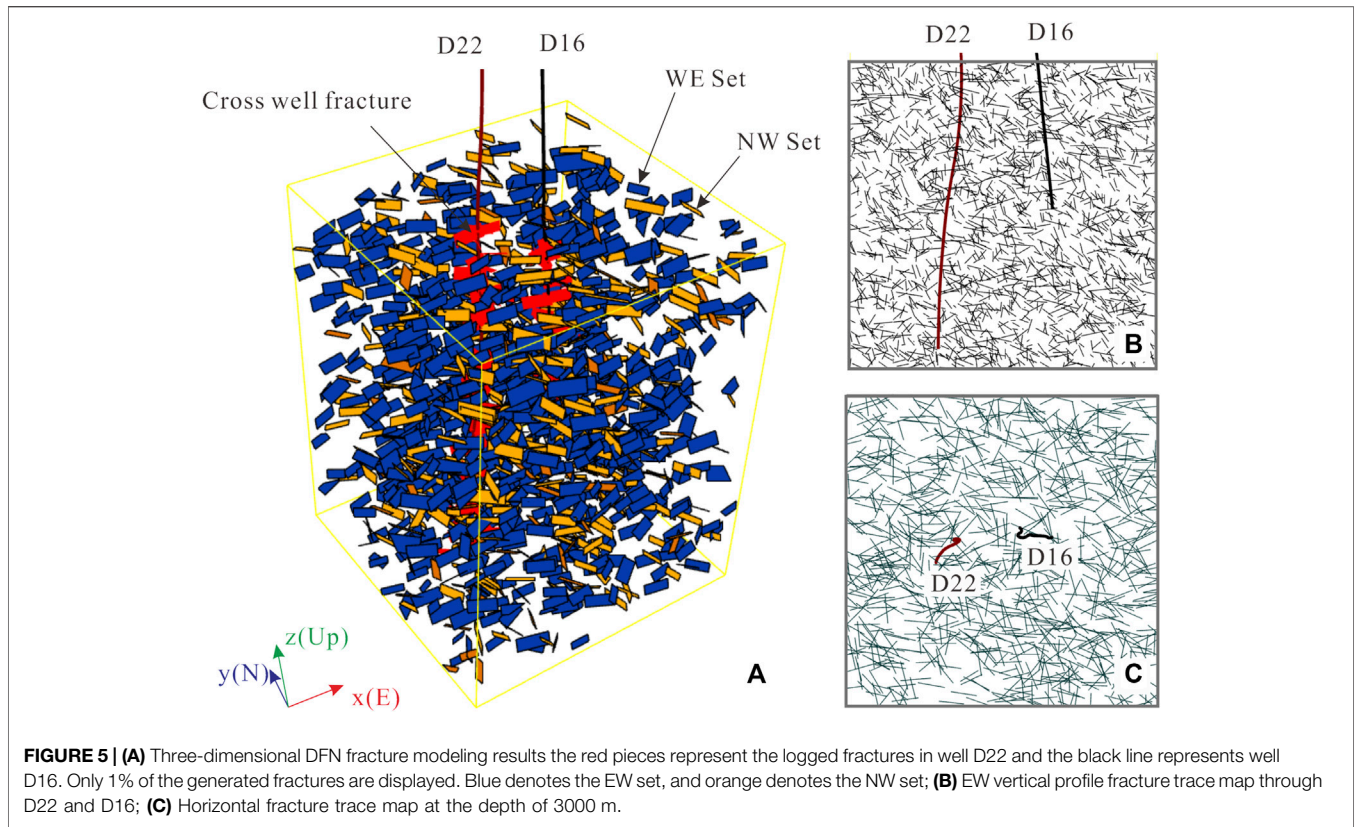 D22
D16
Cross well fracture
WE Set
NW Set
z(Up)
y(N)
x(E)
A
D22
D16
B
D22
D16
C
FIGURE 5 | (A) Three-dimensional DFN fracture modeling results the red pieces represent the logged fractures in well D22 and the black line represents well
D16. Only 1% of the generated fractures are displayed. Blue denotes the EW set, and orange denotes the NW set; (B) EW vertical profile fracture trace map through
D22 and D16; (C) Horizontal fracture trace map at the depth of 3000 m.